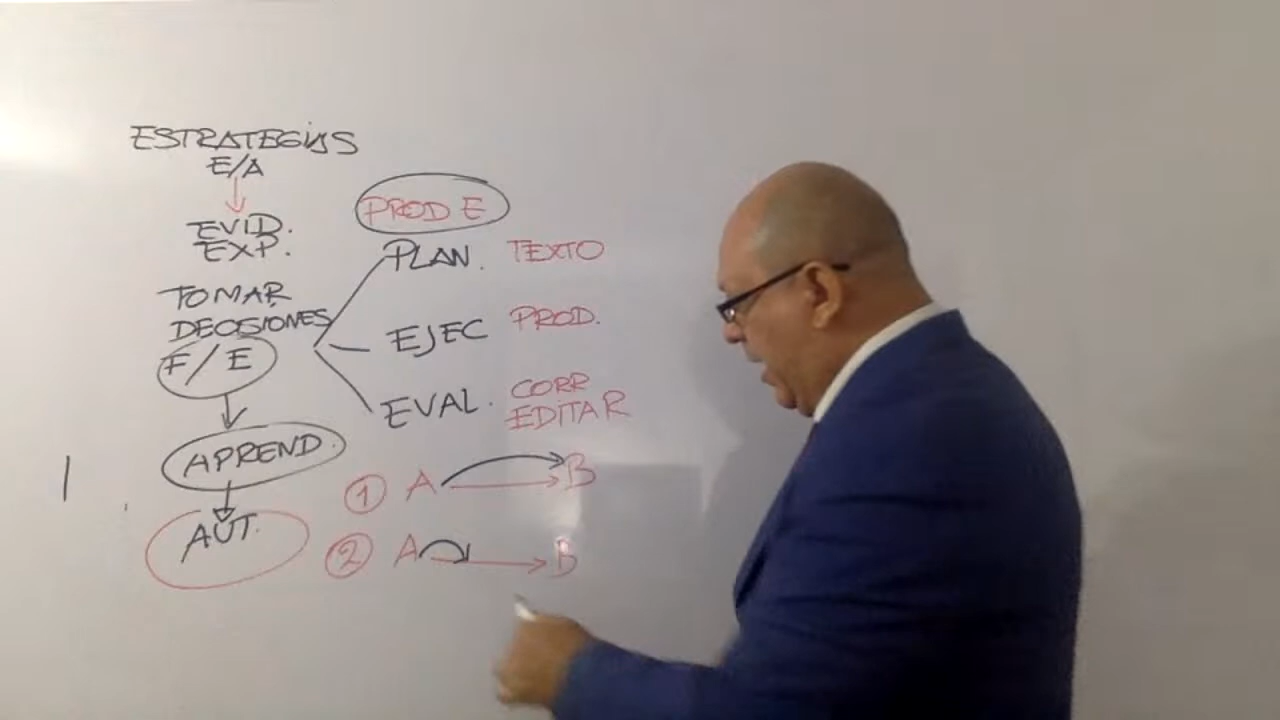 ESTRATEGIAS
E/A
EVID.
EXP.
TOMAR
DECISIONES
F/E
APREND.
AUT.
PROD E
PLAN. TEXTO
EJEC PROD.
EVAL. CORR
EDITAR
1 A B
2 A B